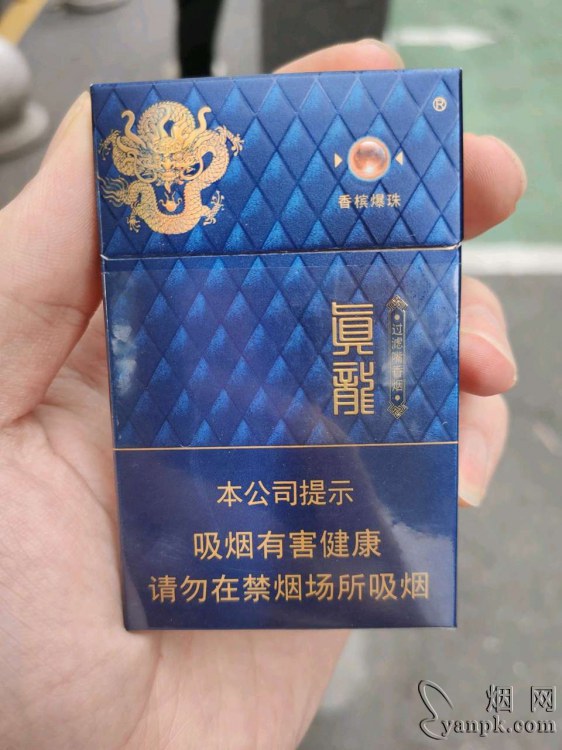 ®
香槟爆珠
眞龍
过滤嘴香烟
本公司提示
吸烟有害健康
请勿在禁烟场所吸烟
烟网
yanpk.com